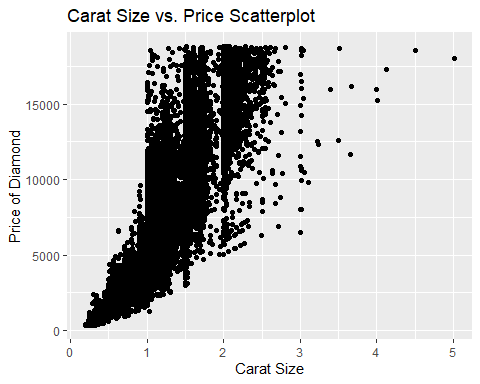 Carat Size vs. Price Scatterplot
Price of Diamond
15000
10000
5000
0
0 1 2 3 4 5
Carat Size